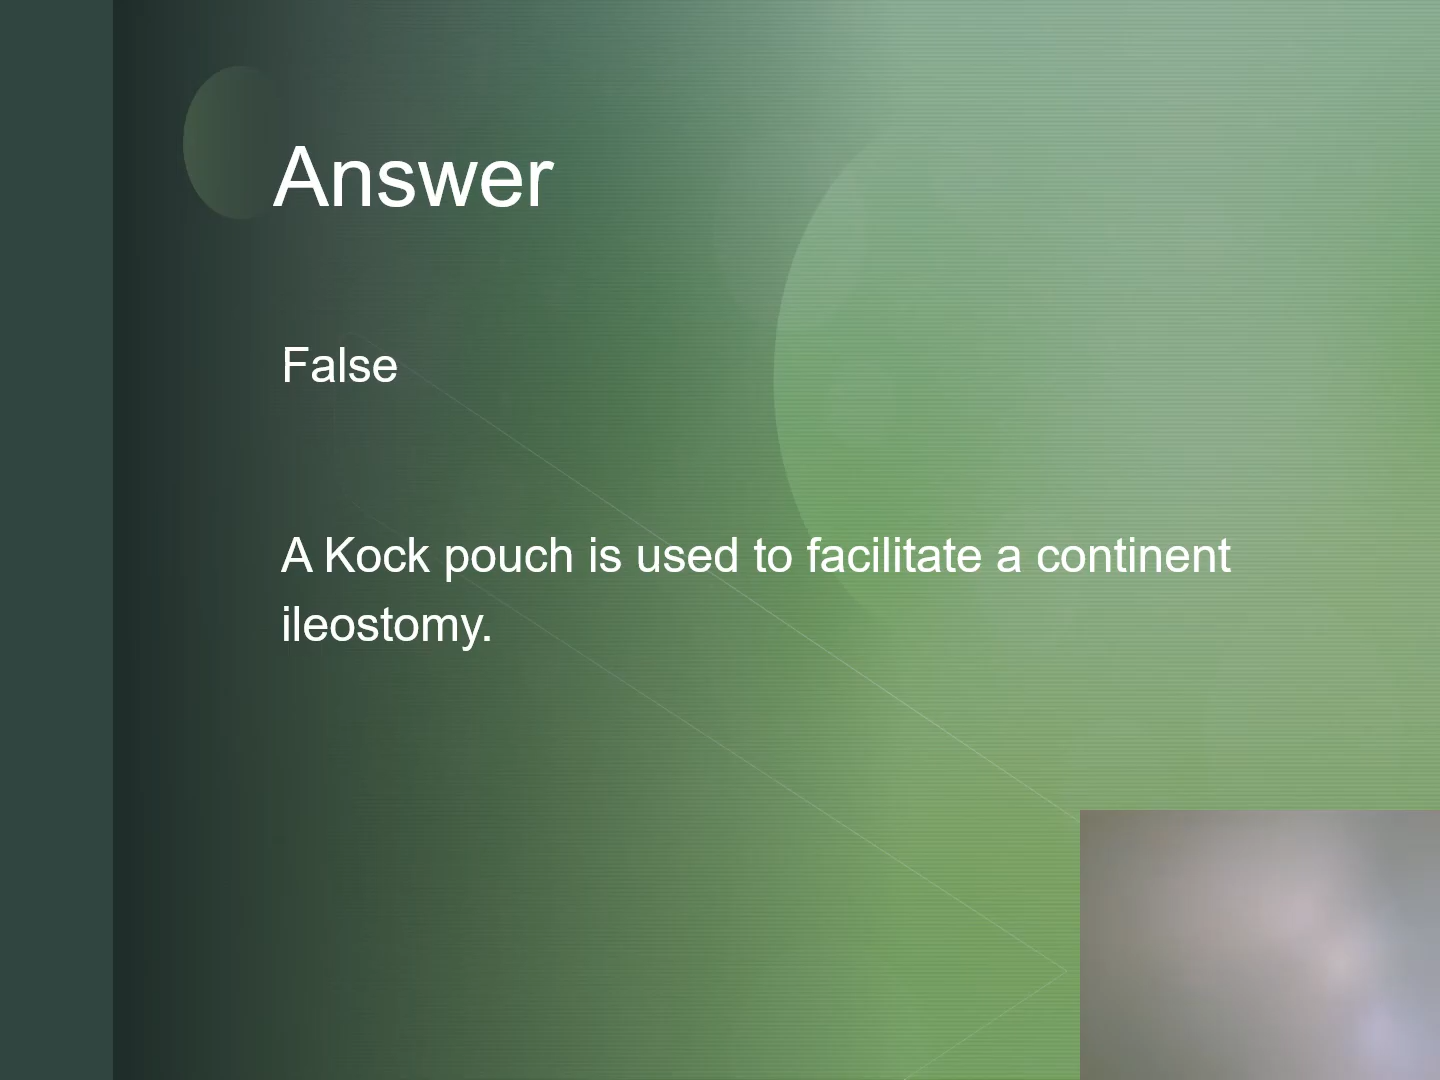 Answer
False
A Kock pouch is used to facilitate a continent
ileostomy.